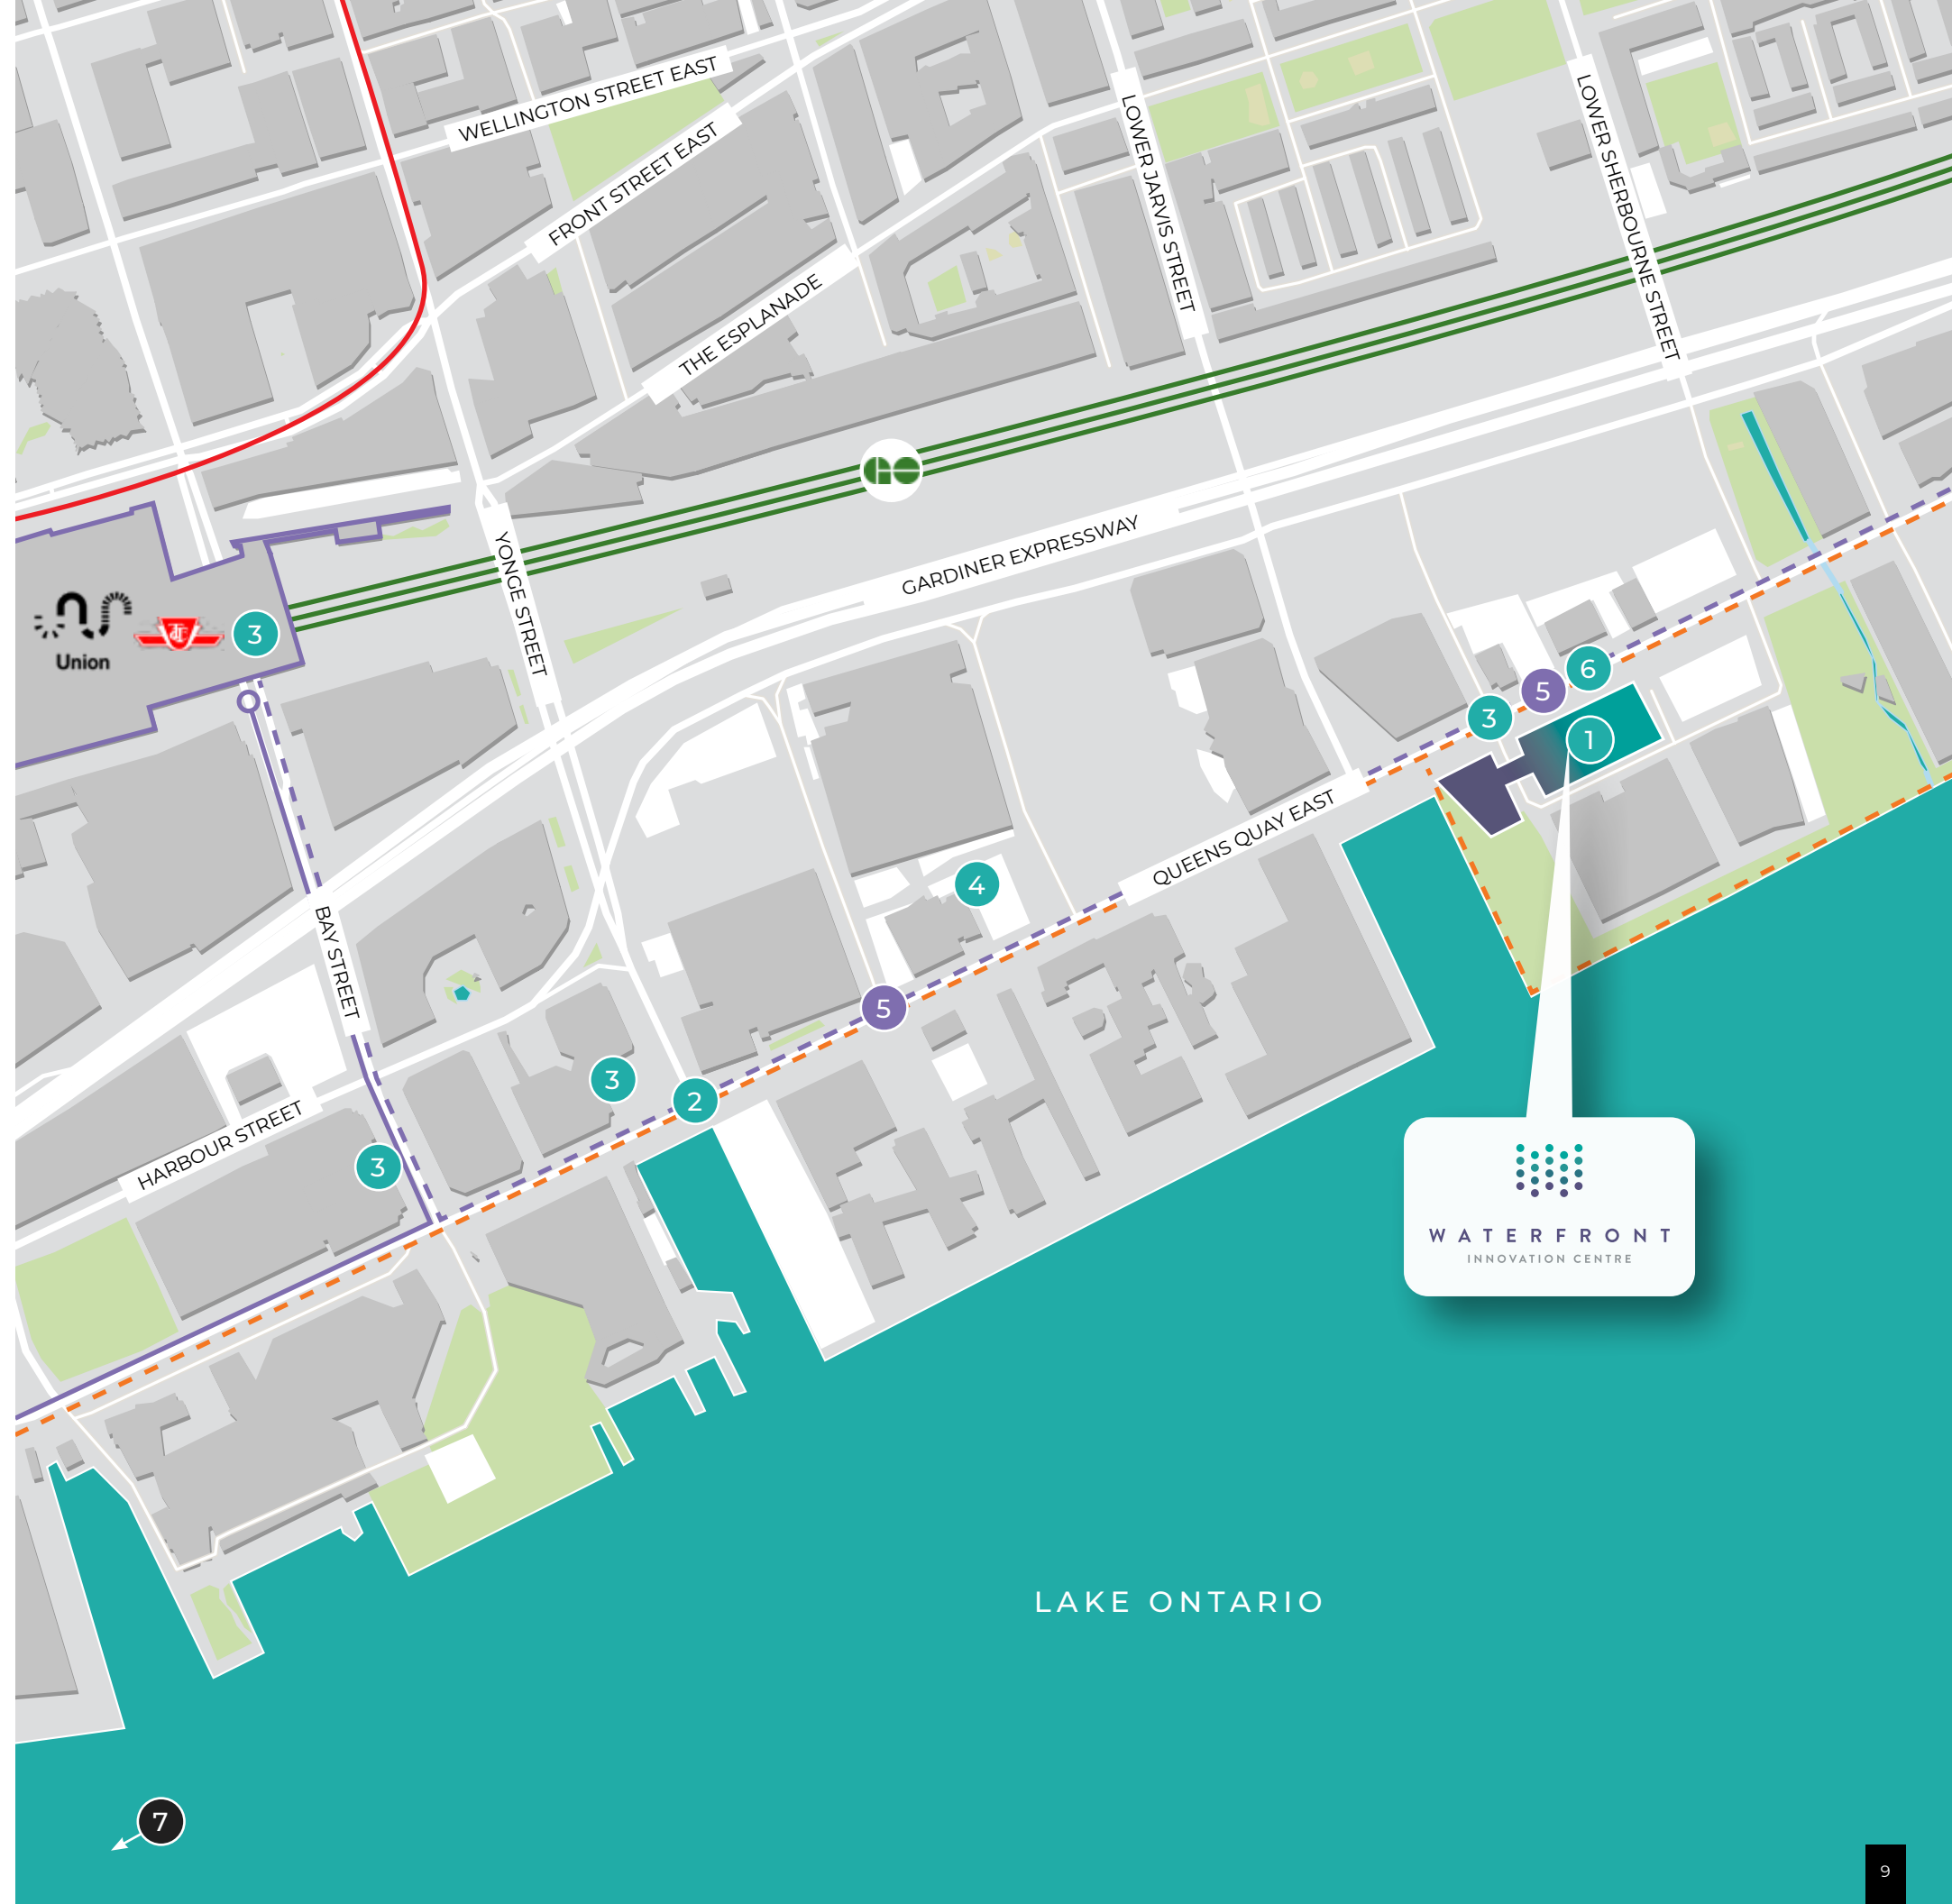 WELLINGTON STREET EAST
FRONT STREET EAST
THE ESPLANADE
LOWER JARVIS STREET
LOWER SHERBOURNE STREET
YONGE STREET
GARDINER EXPRESSWAY
Union
TTC
3
6
5
3
1
QUEENS QUAY EAST
4
BAY STREET
5
3
2
HARBOUR STREET
3
WATERFRONT
INNOVATION CENTRE
LAKE ONTARIO
7
9